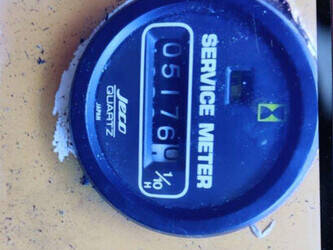 SERVICE METER
05176
1/10
H
Jeco
QUARTZ
JAPAN